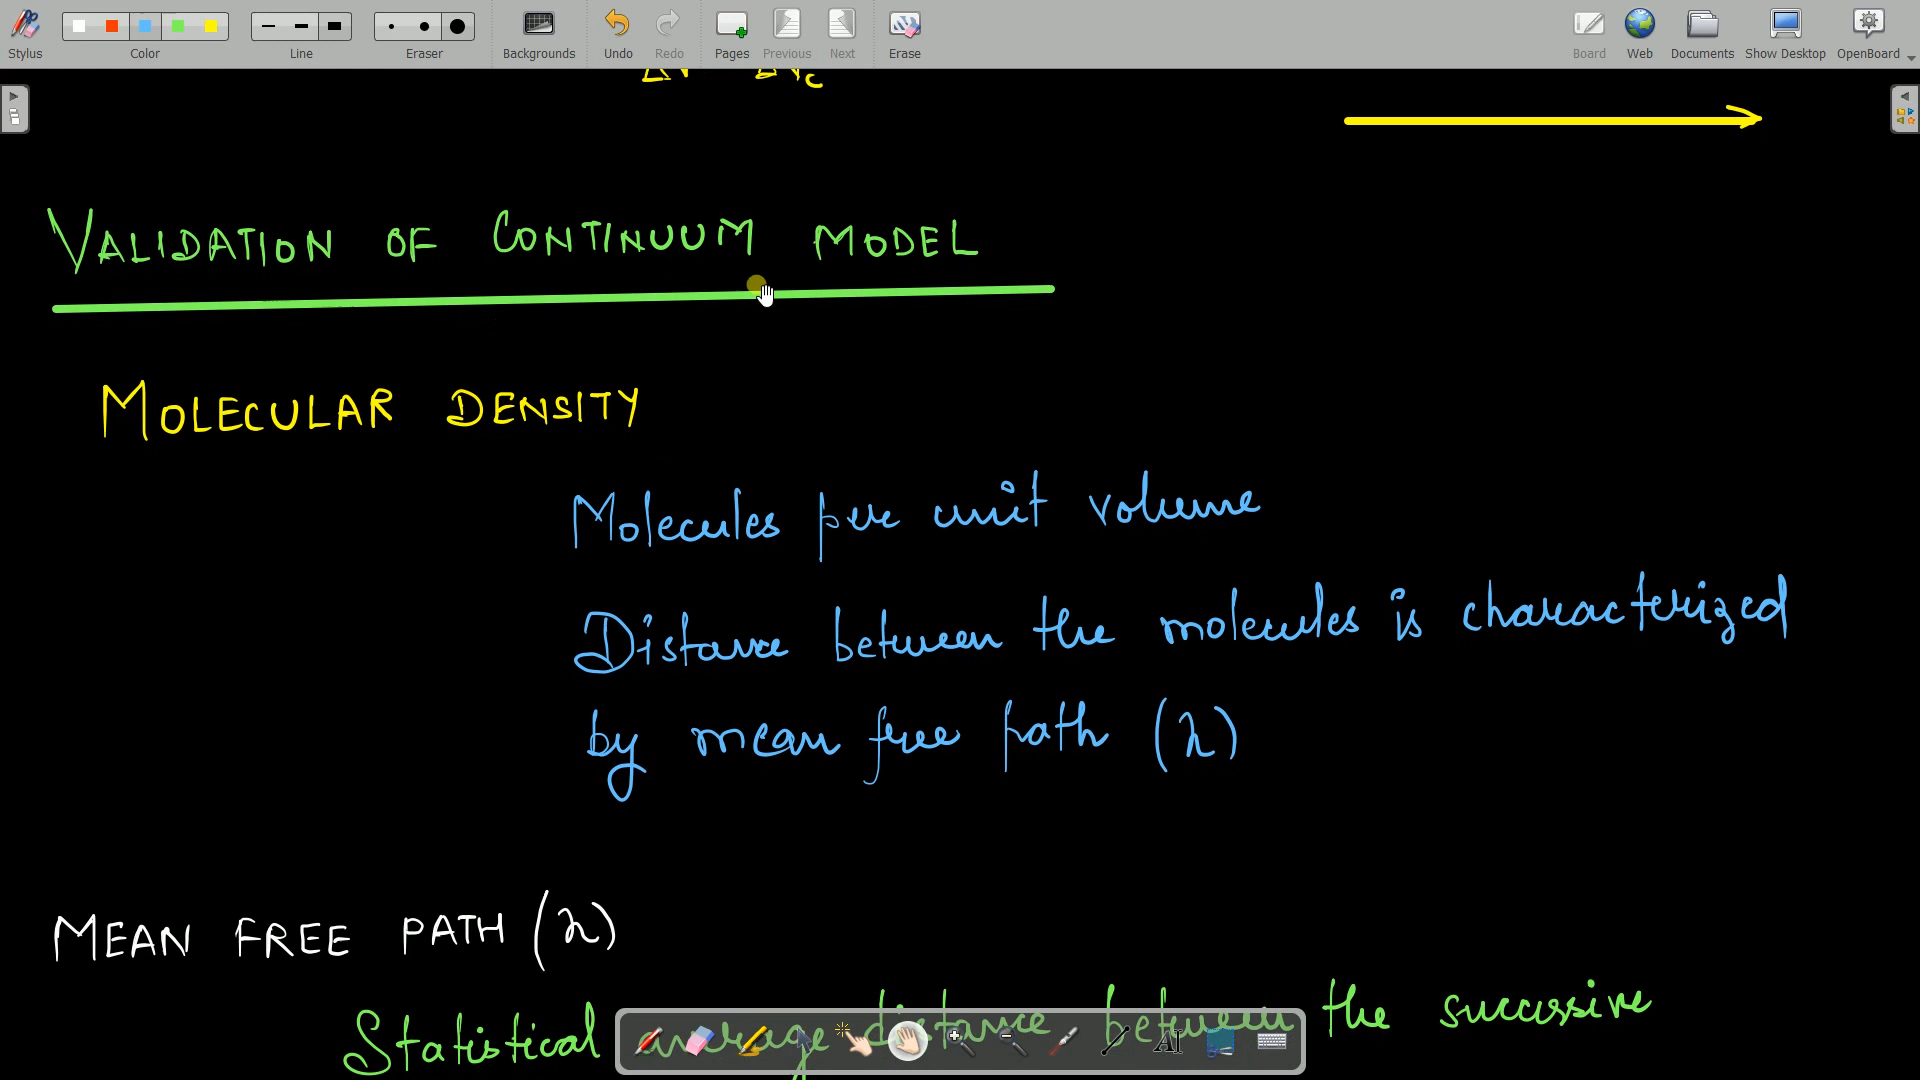 Stylus Color Line Eraser Backgrounds Undo Redo Pages Previous Next Erase Board Web Documents Show Desktop OpenBoard
VALIDATION OF CONTINUUM MODEL
MOLECULAR DENSITY
Molecules per unit volume
Distance between the molecules is characterized
by mean free path (λ)
MEAN FREE PATH (λ)
Statistical average distance between the successive